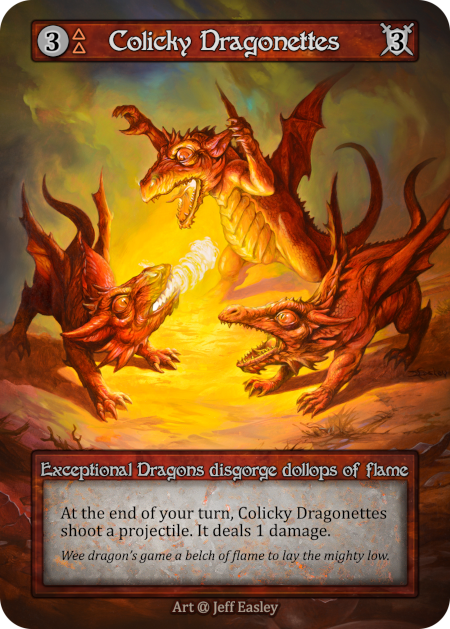 3 Colicky Dragonettes 3
Exceptional Dragons disgorge dollops of flame
At the end of your turn, Colicky Dragonettes
shoot a projectile. It deals 1 damage.
Wee dragon's game a belch of flame to lay the mighty low.
Art @ Jeff Easley